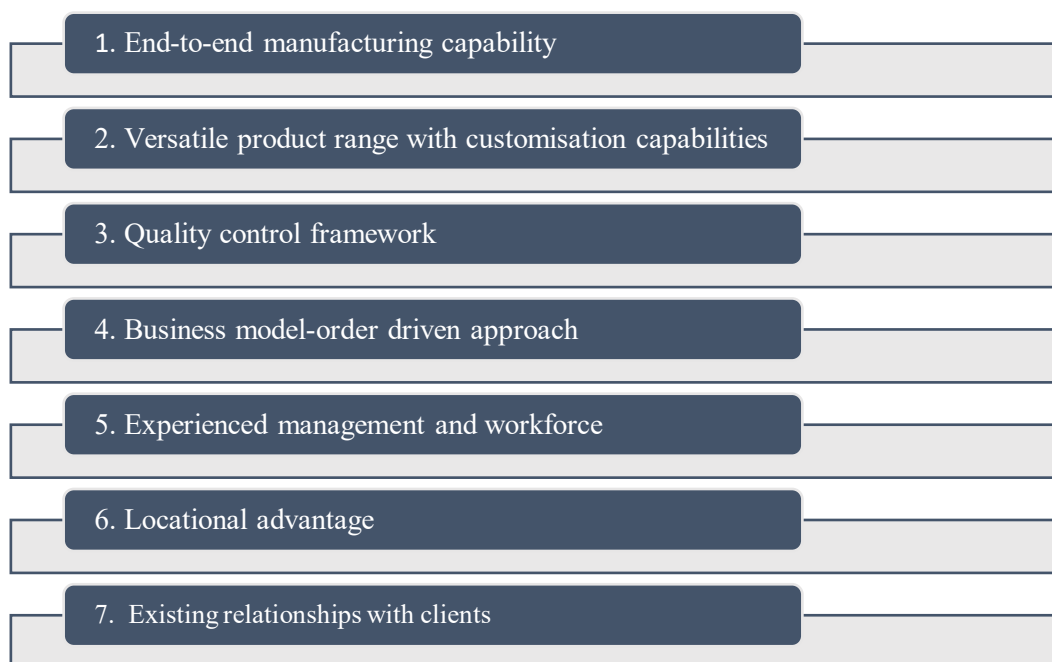 1. End-to-end manufacturing capability
2. Versatile product range with customisation capabilities
3. Quality control framework
4. Business model-order driven approach
5. Experienced management and workforce
6. Locational advantage
7. Existing relationships with clients